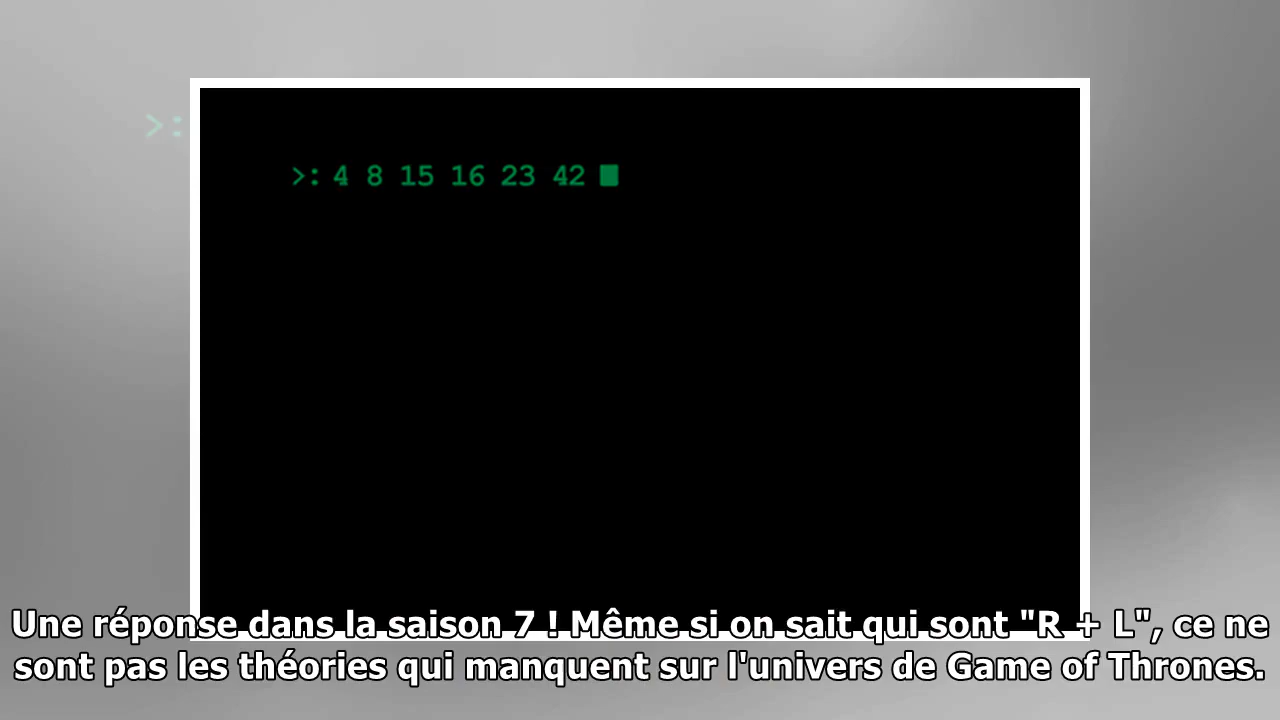 >:
>: 4 8 15 16 23 42
Une réponse dans la saison 7 ! Même si on sait qui sont "R + L", ce ne
sont pas les théories qui manquent sur l'univers de Game of Thrones.